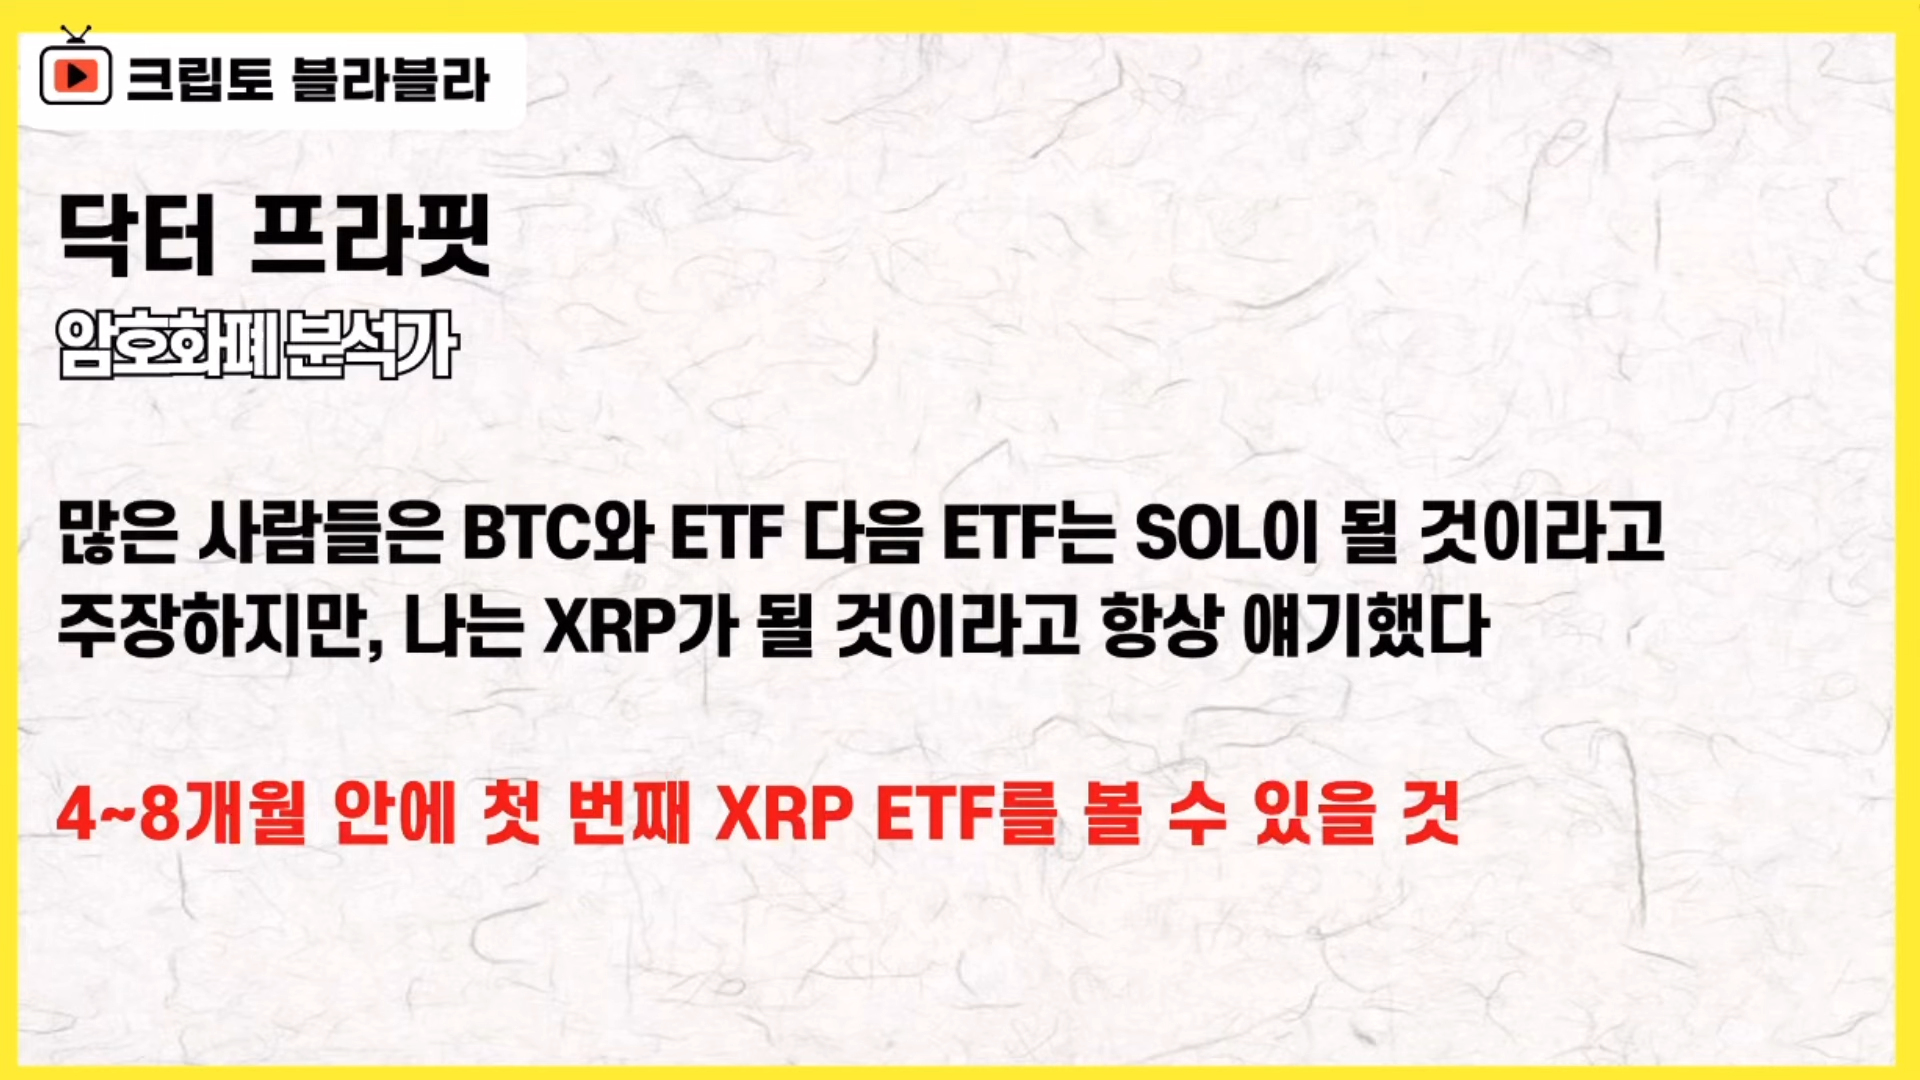 크립토 블라블라
닥터 프라핏
암호화폐 분석가
많은 사람들은 BTC와 ETF 다음 ETF는 SOL이 될 것이라고
주장하지만, 나는 XRP가 될 것이라고 항상 얘기했다
4~8개월 안에 첫 번째 XRP ETF를 볼 수 있을 것